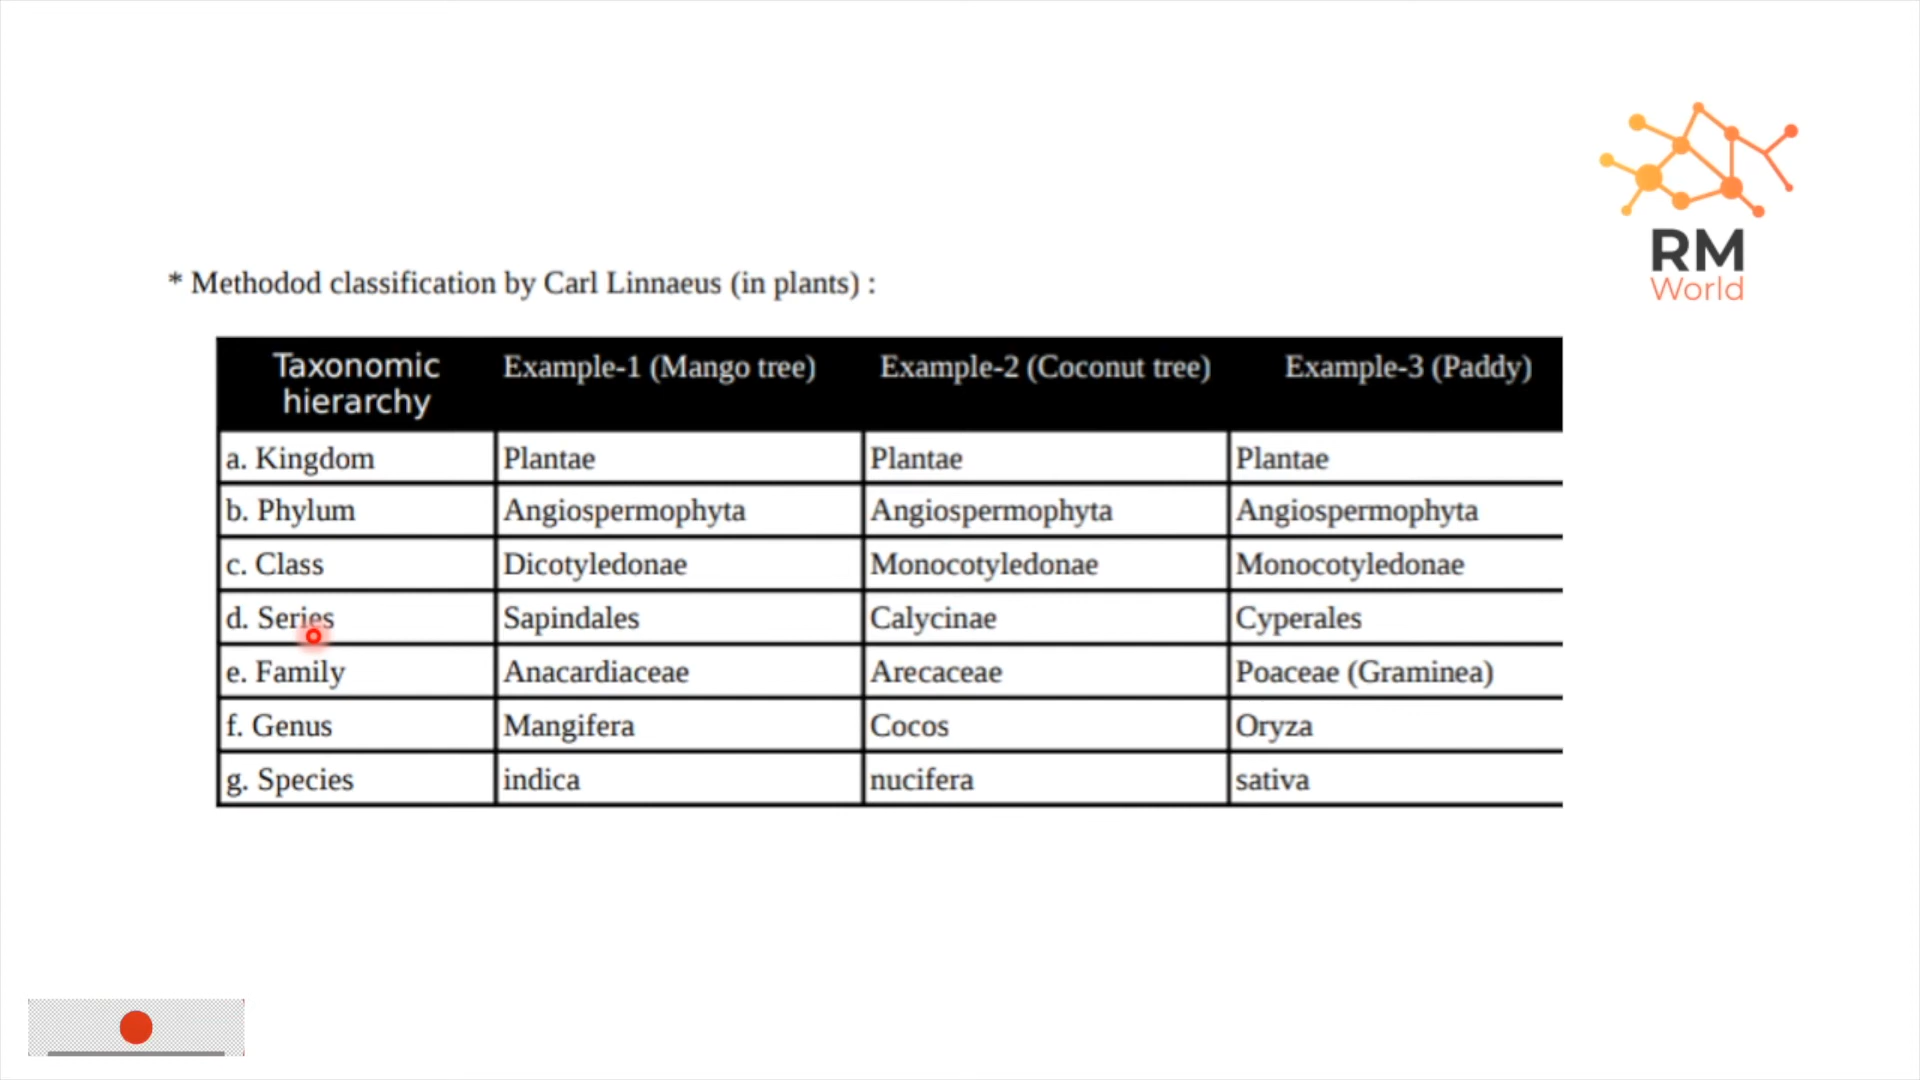 RM
World
* Methodod classification by Carl Linnaeus (in plants) :
Taxonomic hierarchy Example-1 (Mango tree) Example-2 (Coconut tree) Example-3 (Paddy)
a. Kingdom Plantae Plantae Plantae
b. Phylum Angiospermophyta Angiospermophyta Angiospermophyta
c. Class Dicotyledonae Monocotyledonae Monocotyledonae
d. Series Sapindales Calycinae Cyperales
e. Family Anacardiaceae Arecaceae Poaceae (Graminea)
f. Genus Mangifera Cocos Oryza
g. Species indica nucifera sativa